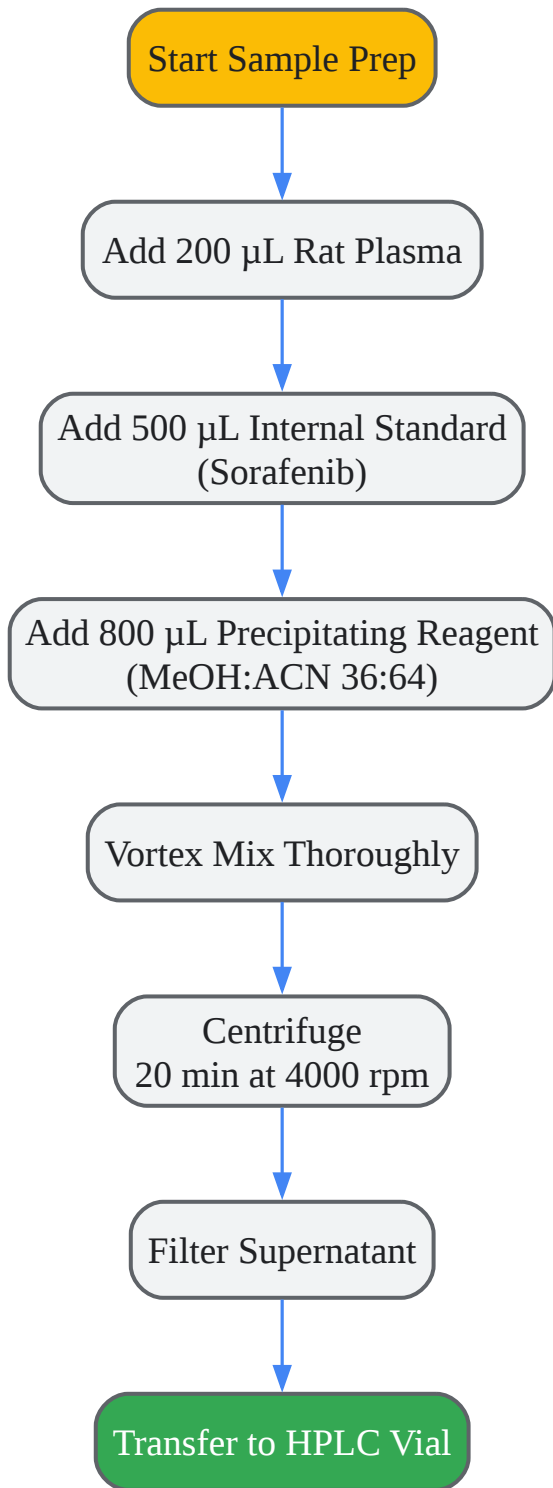 Start Sample Prep
Add 200 µL Rat Plasma
Add 500 µL Internal Standard
(Sorafenib)
Add 800 µL Precipitating Reagent
(MeOH:ACN 36:64)
Vortex Mix Thoroughly
Centrifuge
20 min at 4000 rpm
Filter Supernatant
Transfer to HPLC Vial